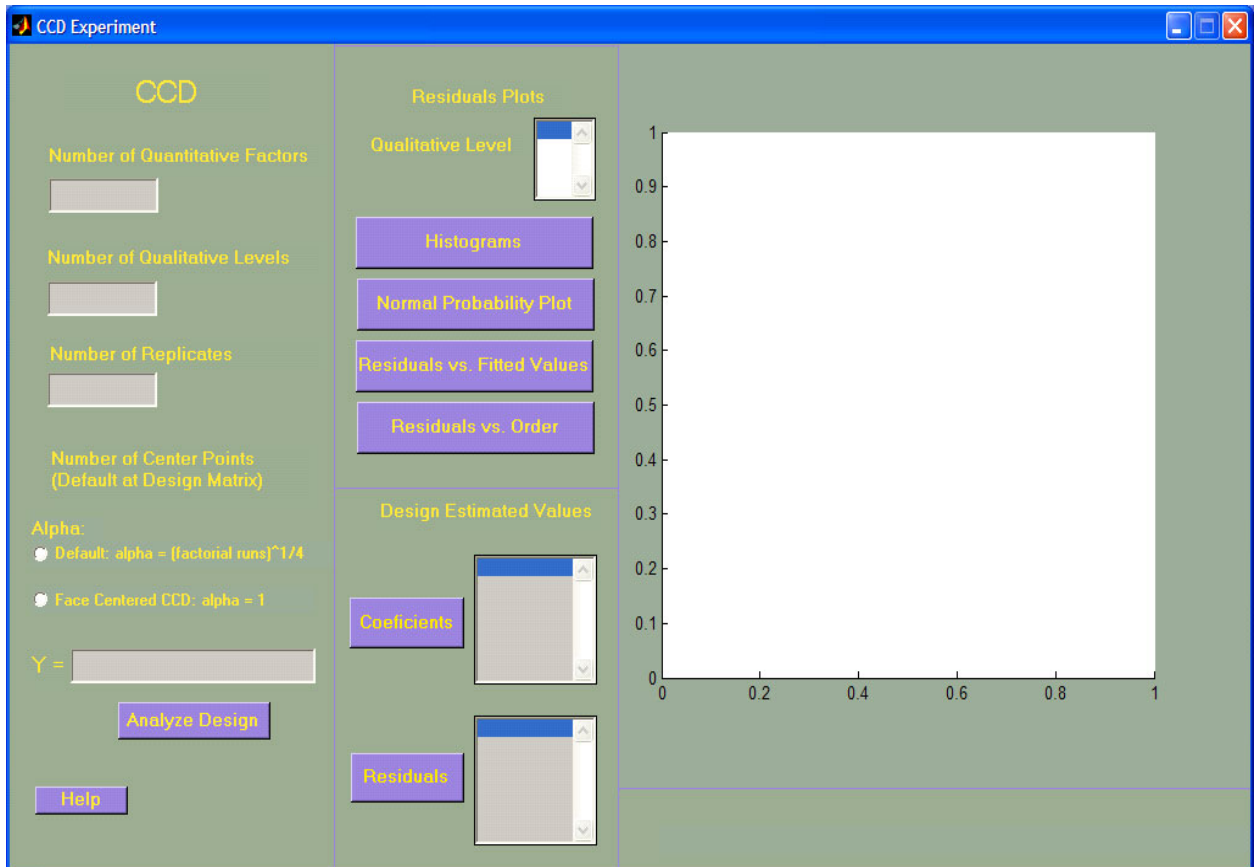 CCD Experiment
CCD
Number of Quantitative Factors
Number of Qualitative Levels
Number of Replicates
Number of Center Points
(Default at Design Matrix)
Alpha:
Default: alpha = (factorial runs)^1/4
Face Centered CCD: alpha = 1
Y =
Analyze Design
Help
Residuals Plots
Qualitative Level
Histograms
Normal Probability Plot
Residuals vs. Fitted Values
Residuals vs. Order
Design Estimated Values
Coeficients
Residuals
1
0.9
0.8
0.7
0.6
0.5
0.4
0.3
0.2
0.1
0
0 0.2 0.4 0.6 0.8 1